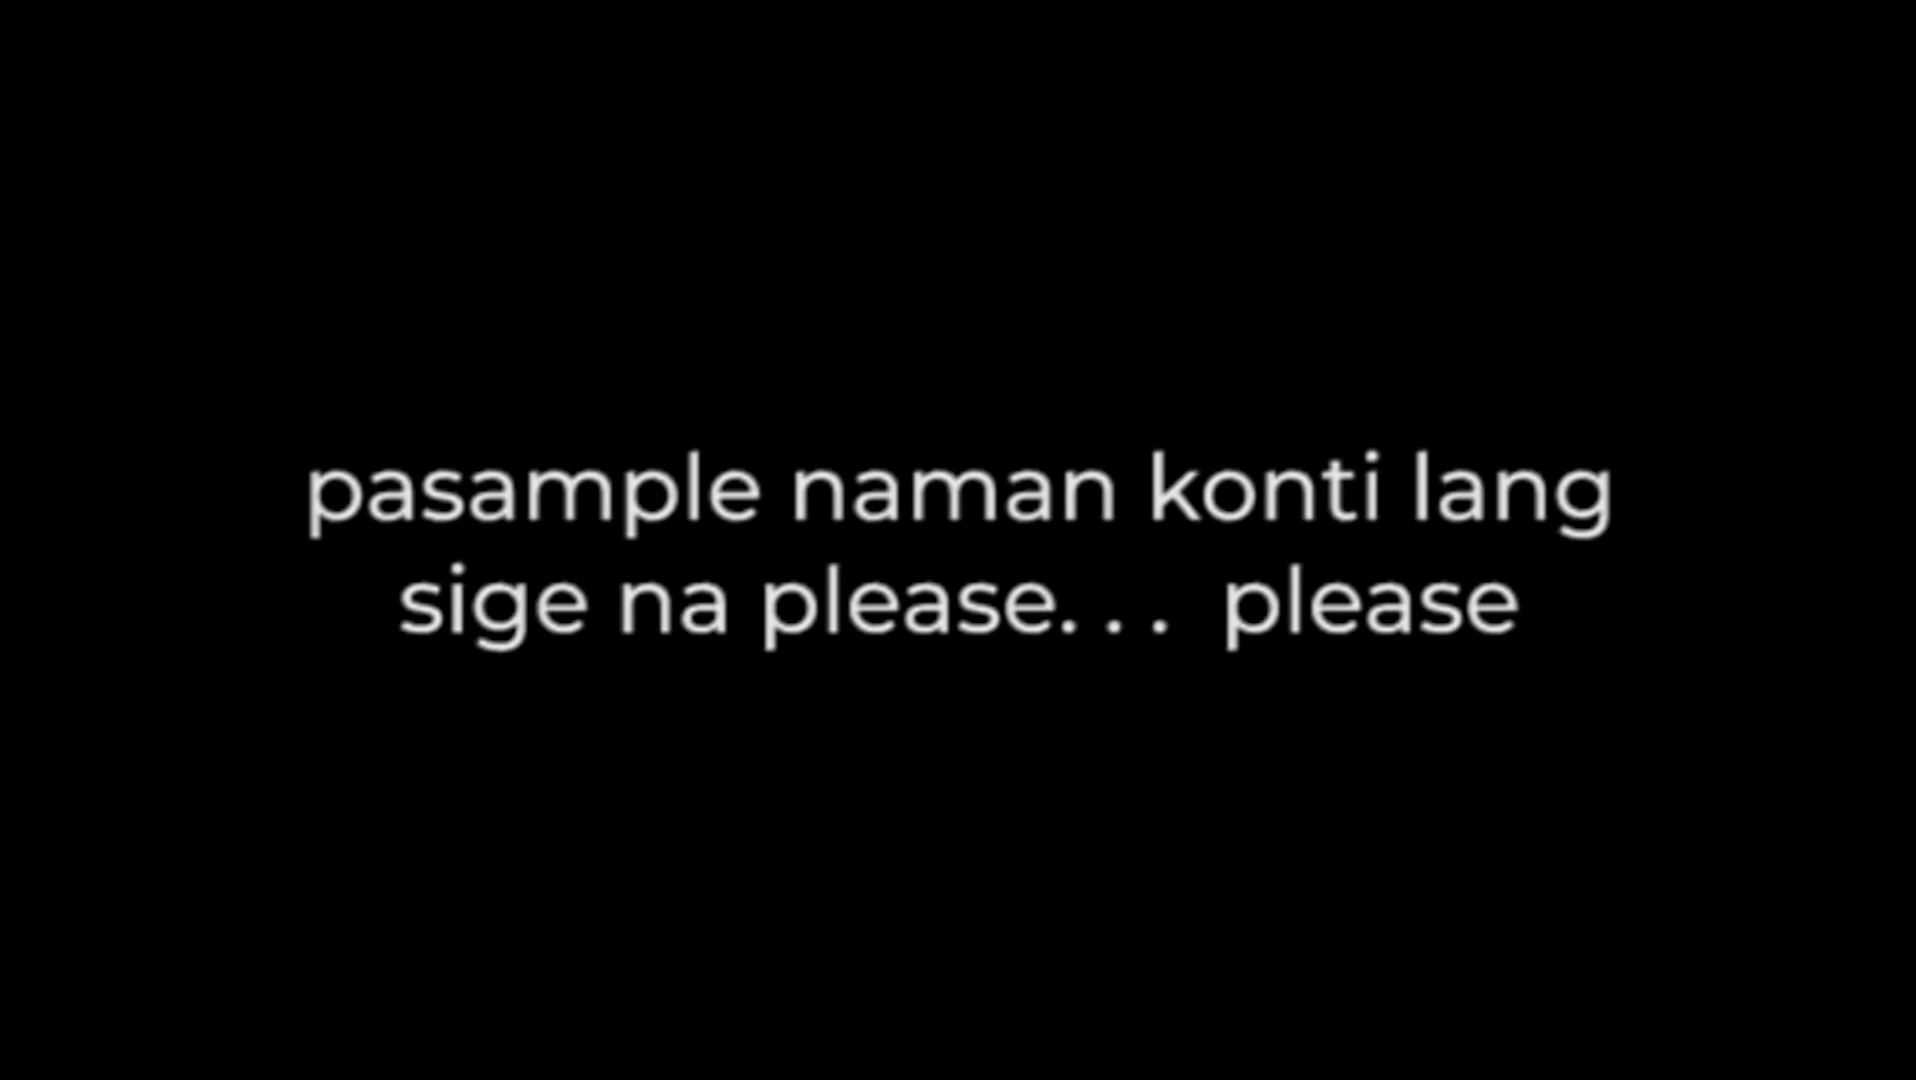 pasample naman konti lang
sige na please. . .  please